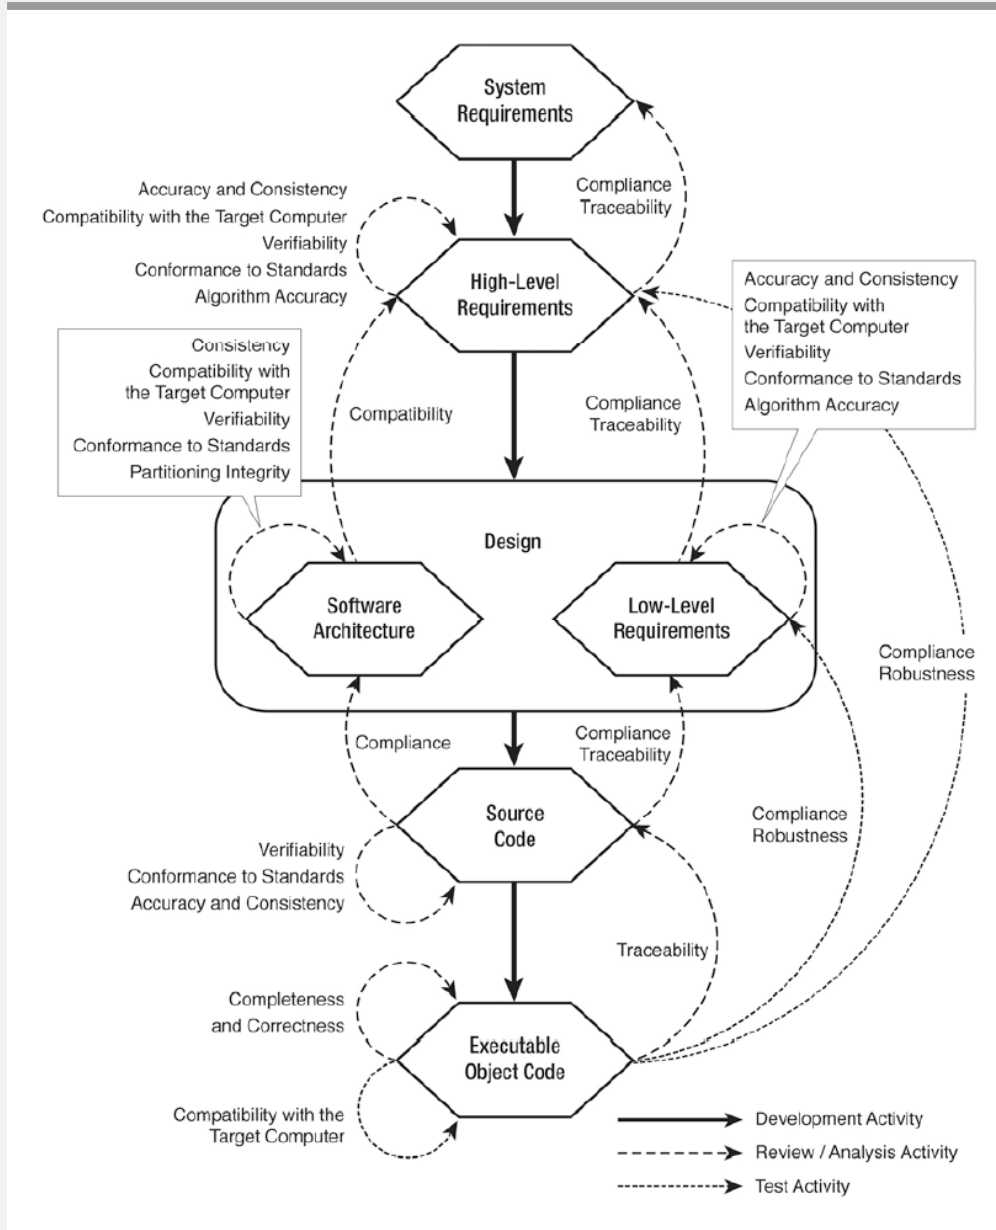 System
Requirements
Compliance
Traceability
Accuracy and Consistency
Compatibility with the Target Computer
Verifiability
Conformance to Standards
Algorithm Accuracy
High-Level
Requirements
Accuracy and Consistency
Compatibility with
the Target Computer
Verifiability
Conformance to Standards
Algorithm Accuracy
Consistency
Compatibility with
the Target Computer
Verifiability
Conformance to Standards
Partitioning Integrity
Compatibility
Compliance
Traceability
Design
Software
Architecture
Low-Level
Requirements
Compliance
Robustness
Compliance
Compliance
Traceability
Source
Code
Compliance
Robustness
Verifiability
Conformance to Standards
Accuracy and Consistency
Traceability
Completeness
and Correctness
Executable
Object Code
Compatibility with the
Target Computer
Development Activity
Review / Analysis Activity
Test Activity